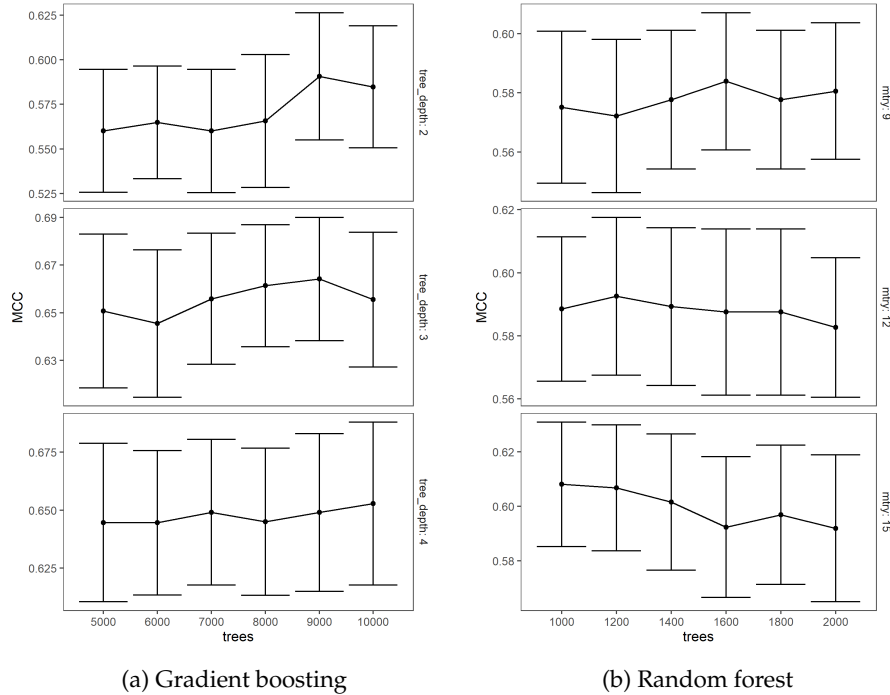 0.625
0.600
0.575
0.550
0.525
tree_depth: 2
0.69
0.67
0.65
0.63
tree_depth: 3
0.675
0.650
0.625
tree_depth: 4
MCC
5000 6000 7000 8000 9000 10000
trees
(a) Gradient boosting
0.60
0.58
0.56
mtry: 9
0.62
0.60
0.58
0.56
mtry: 12
0.62
0.60
0.58
mtry: 15
MCC
1000 1200 1400 1600 1800 2000
trees
(b) Random forest